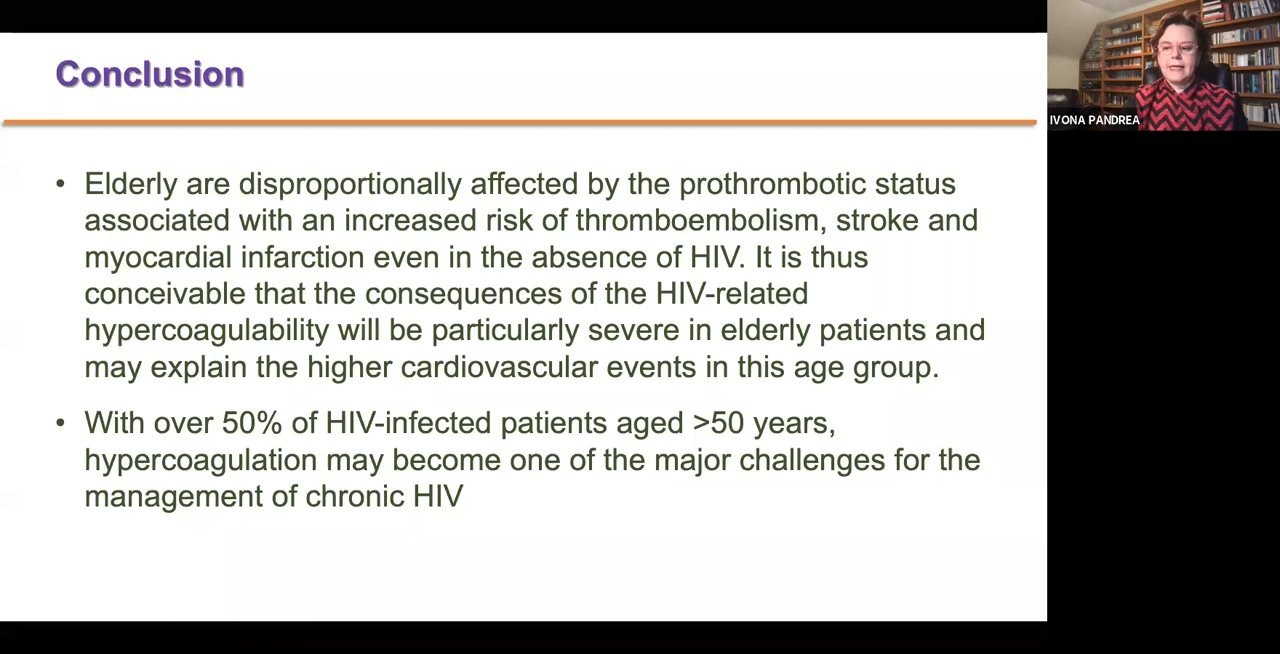 Conclusion
• Elderly are disproportionally affected by the prothrombotic status
associated with an increased risk of thromboembolism, stroke and
myocardial infarction even in the absence of HIV. It is thus
conceivable that the consequences of the HIV-related
hypercoagulability will be particularly severe in elderly patients and
may explain the higher cardiovascular events in this age group.
• With over 50% of HIV-infected patients aged >50 years,
hypercoagulation may become one of the major challenges for the
management of chronic HIV
IVONA PANDREA